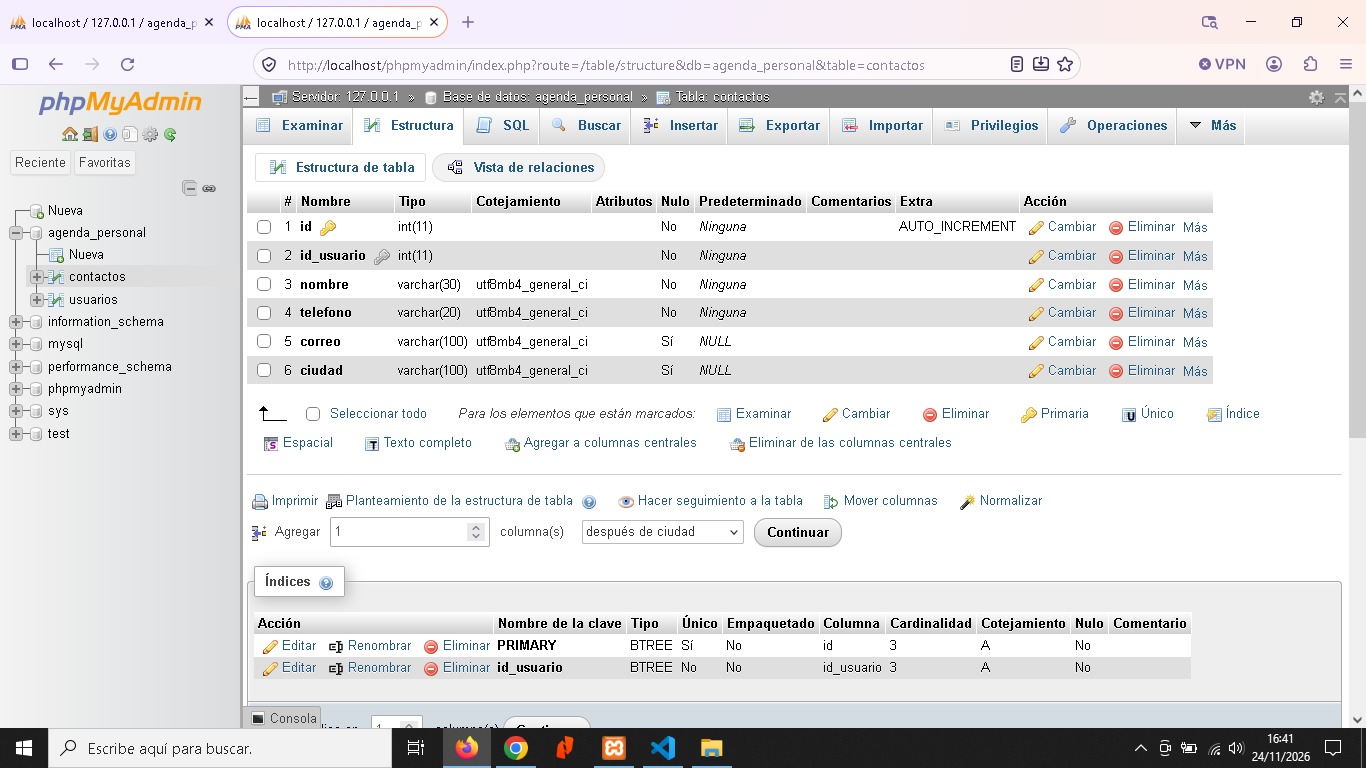 localhost / 127.0.0.1 / agenda_p
localhost / 127.0.0.1 / agenda_p
http://localhost/phpmyadmin/index.php?route=/table/structure&db=agenda_personal&table=contactos
VPN
phpMyAdmin
Reciente Favoritas
Nueva
agenda_personal
Nueva
contactos
usuarios
information_schema
mysql
performance_schema
phpmyadmin
sys
test
Servidor: 127.0.0.1 » Base de datos: agenda_personal » Tabla: contactos
Examinar Estructura SQL Buscar Insertar Exportar Importar Privilegios Operaciones Más
Estructura de tabla Vista de relaciones
# Nombre Tipo Cotejamiento Atributos Nulo Predeterminado Comentarios Extra Acción
1 id int(11) No Ninguna AUTO_INCREMENT Cambiar Eliminar Más
2 id_usuario int(11) No Ninguna Cambiar Eliminar Más
3 nombre varchar(30) utf8mb4_general_ci No Ninguna Cambiar Eliminar Más
4 telefono varchar(20) utf8mb4_general_ci No Ninguna Cambiar Eliminar Más
5 correo varchar(100) utf8mb4_general_ci Sí NULL Cambiar Eliminar Más
6 ciudad varchar(100) utf8mb4_general_ci Sí NULL Cambiar Eliminar Más
Seleccionar todo Para los elementos que están marcados: Examinar Cambiar Eliminar Primaria Único Índice
Espacial Texto completo Agregar a columnas centrales Eliminar de las columnas centrales
Imprimir Planteamiento de la estructura de tabla Hacer seguimiento a la tabla Mover columnas Normalizar
Agregar 1 columna(s) después de ciudad Continuar
Índices
Acción Nombre de la clave Tipo Único Empaquetado Columna Cardinalidad Cotejamiento Nulo Comentario
Editar Renombrar Eliminar PRIMARY BTREE Sí No id 3 A No
Editar Renombrar Eliminar id_usuario BTREE No No id_usuario 3 A No
Consola
Escribe aquí para buscar.
16:41
24/11/2026